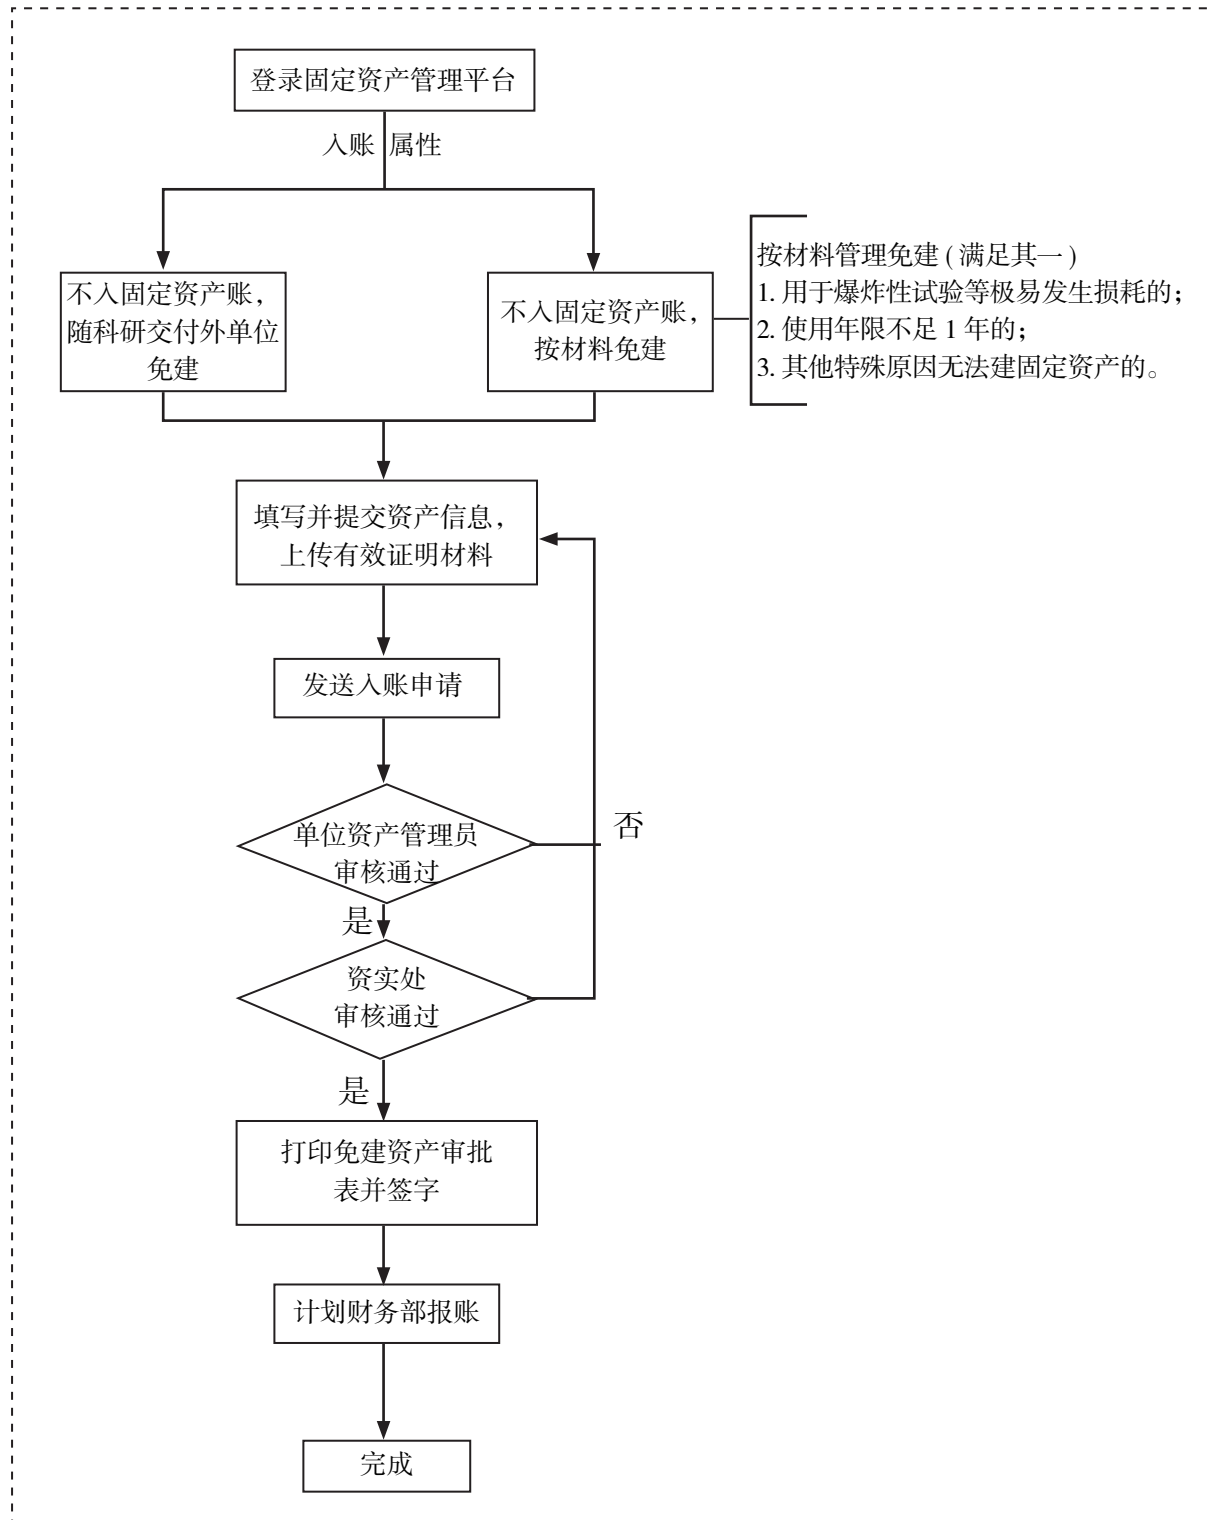 登录固定资产管理平台
入账 属性
不入固定资产账，
随科研交付外单位
免建
不入固定资产账，
按材料免建
按材料管理免建（满足其一）
1. 用于爆炸性试验等极易发生损耗的；
2. 使用年限不足 1 年的；
3. 其他特殊原因无法建固定资产的。
填写并提交资产信息，
上传有效证明材料
发送入账申请
单位资产管理员
审核通过
否
是
资实处
审核通过
是
打印免建资产审批
表并签字
计划财务部报账
完成